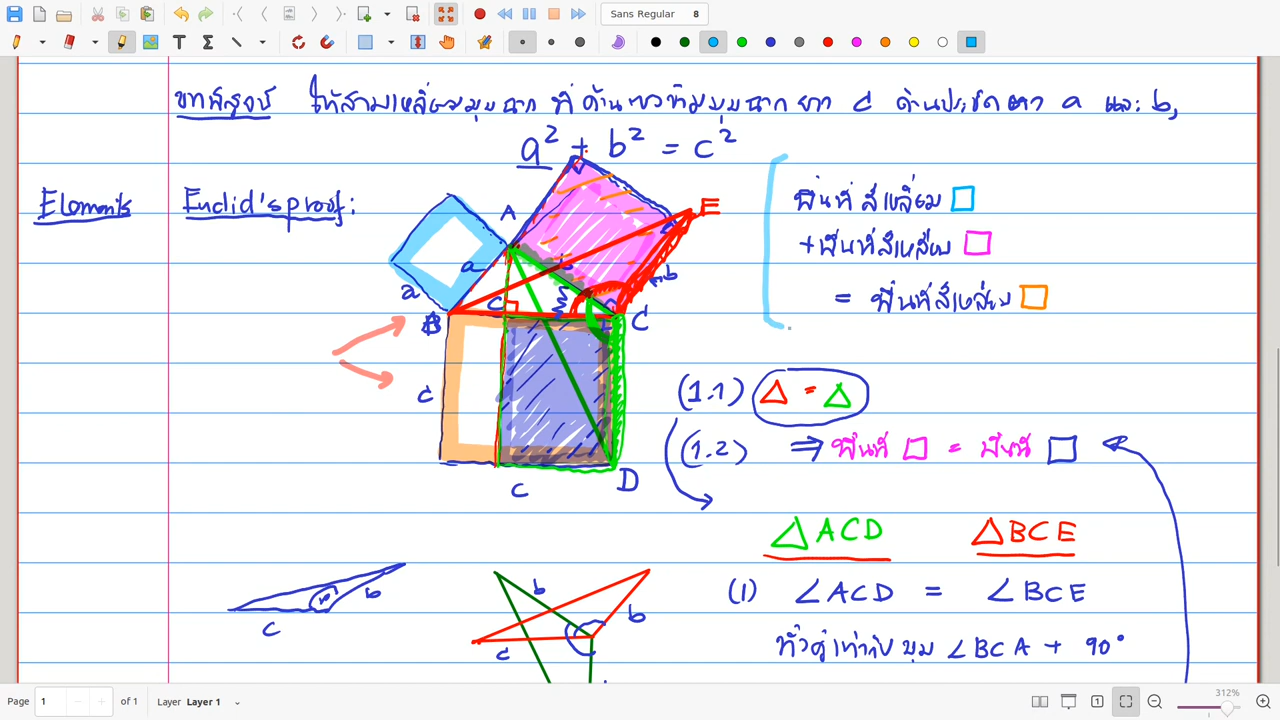 Sans Regular 8
บทพิสูจน์ ให้สามเหลี่ยมมุมฉาก ที่ ด้านตรงข้ามมุมฉาก ยาว c ด้านประชิด ยาว a และ b,
a² + b² = c²
Elements Euclid's proof:
พื้นที่ สี่เหลี่ยม
+ พื้นที่สี่เหลี่ยม
= พื้นที่สี่เหลี่ยม
A
E
a
b
a
b
B
c
C
c
c
D
(1.1) △ = △
(1.2) ⇒ พื้นที่ □ = พื้นที่ □
△ACD △BCE
(1) ∠ACD = ∠BCE
ทั้งคู่เท่ากับมุม ∠BCA + 90°
b
c
b
b
c
Page 1 of 1 Layer Layer 1
312%